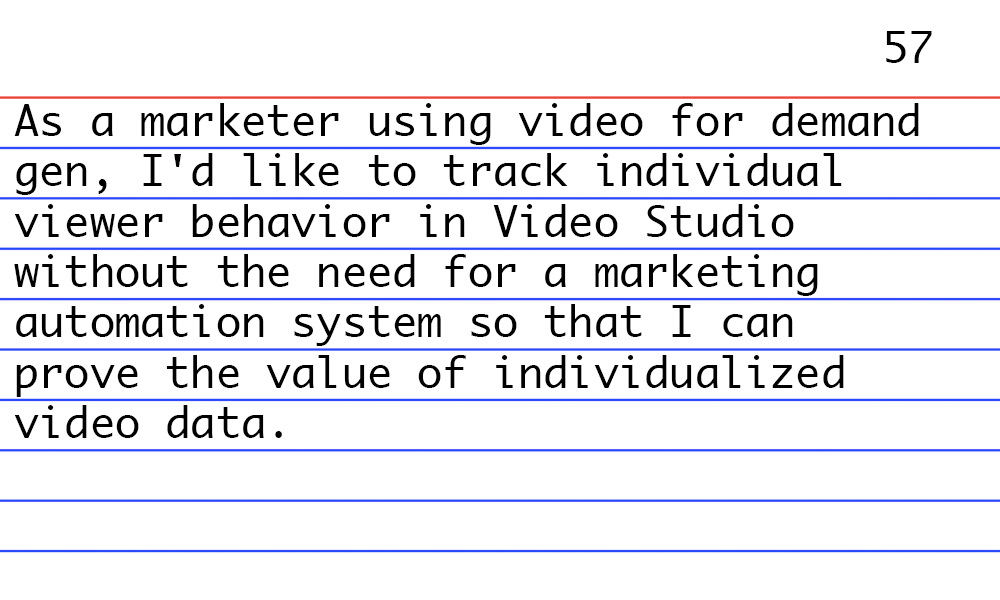 57
As a marketer using video for demand
gen, I'd like to track individual
viewer behavior in Video Studio
without the need for a marketing
automation system so that I can
prove the value of individualized
video data.